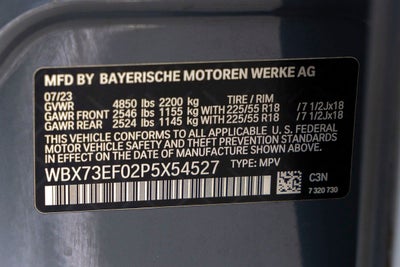 MFD BY BAYERISCHE MOTOREN WERKE AG
07/23
GVWR 4850 lbs 2200 kg TIRE / RIM
GAWR FRONT 2546 lbs 1155 kg WITH 225/55 R18 /7 1/2Jx18
GAWR REAR 2524 lbs 1145 kg WITH 225/55 R18 /7 1/2Jx18
THIS VEHICLE CONFORMS TO ALL APPLICABLE U. S. FEDERAL
MOTOR VEHICLE SAFETY AND THEFT PREVENTION STANDARDS
IN EFFECT ON THE DATE OF MANUFACTURE SHOWN ABOVE.
WBX73EF02P5X54527 TYPE: MPV
C3N
7 320 730